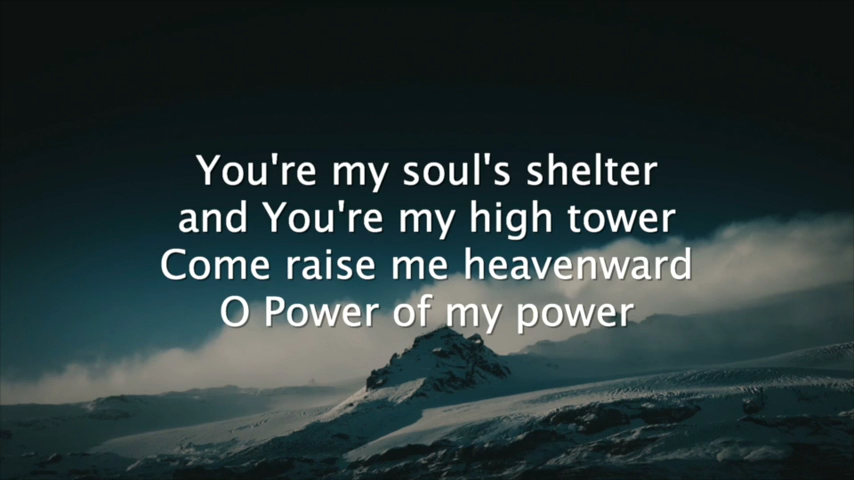 You're my soul's shelter
and You're my high tower
Come raise me heavenward
O Power of my power